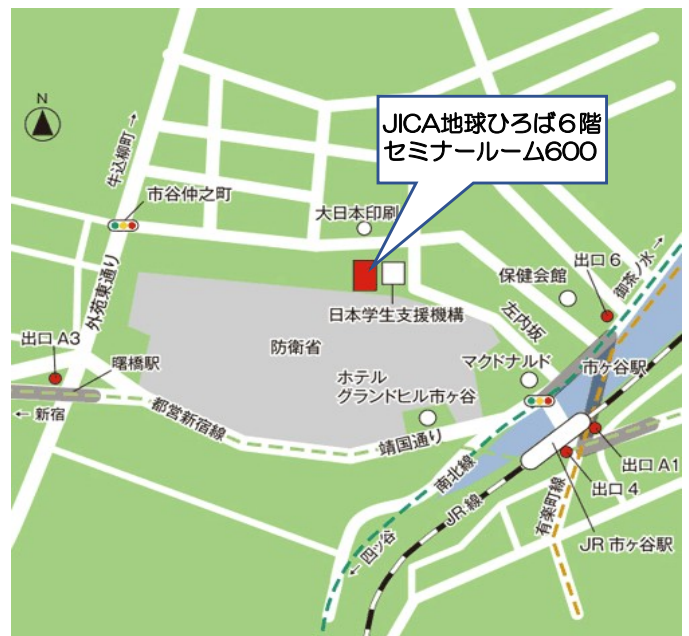 JICA地球ひろば6階
セミナールーム600
N
牛込柳町→
市谷仲之町
大日本印刷
御茶ノ水→
出口6
保健会館
外苑東通り
日本学生支援機構
左内坂
防衛省
出口A3
曙橋駅
マクドナルド
市ヶ谷駅
ホテル
グランドヒル市ヶ谷
←新宿
都営新宿線
靖国通り
南北線
出口A1
出口4
JR線
有楽町線
←四ッ谷
JR市ヶ谷駅